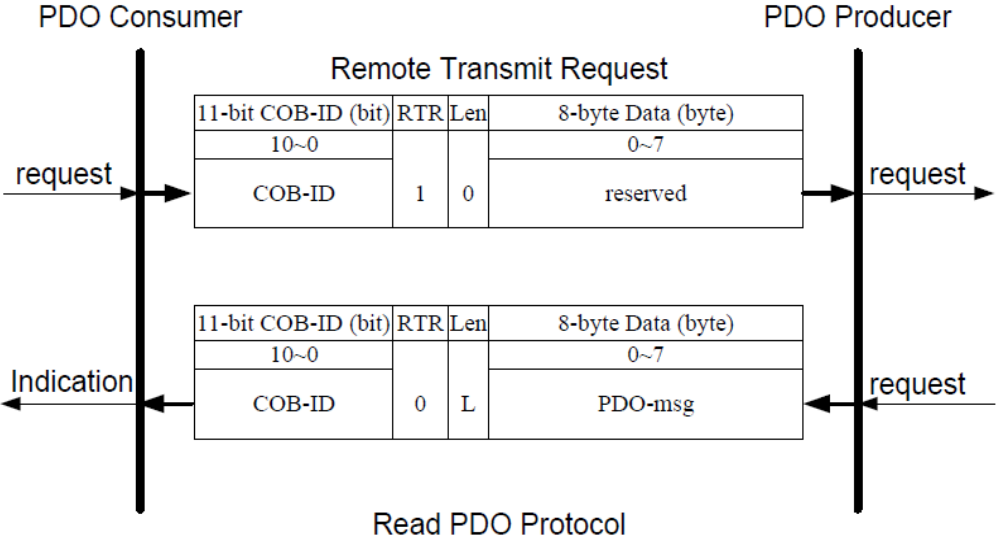 PDO Consumer PDO Producer
Remote Transmit Request
11-bit COB-ID (bit) RTR Len 8-byte Data (byte)
10~0 0~7
request COB-ID 1 0 reserved request
11-bit COB-ID (bit) RTR Len 8-byte Data (byte)
10~0 0~7
Indication COB-ID 0 L PDO-msg request
Read PDO Protocol